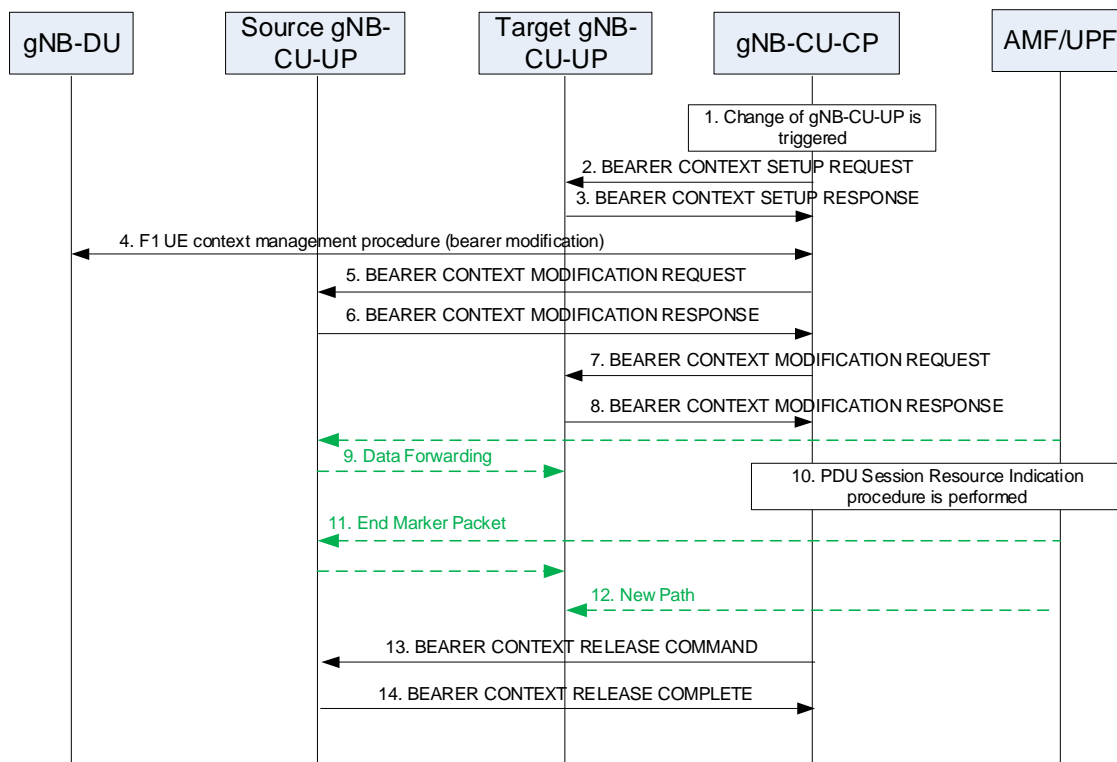 gNB-DU
Source gNB-
CU-UP
Target gNB-
CU-UP
gNB-CU-CP
AMF/UPF
1. Change of gNB-CU-UP is
triggered
2. BEARER CONTEXT SETUP REQUEST
3. BEARER CONTEXT SETUP RESPONSE
4. F1 UE context management procedure (bearer modification)
5. BEARER CONTEXT MODIFICATION REQUEST
6. BEARER CONTEXT MODIFICATION RESPONSE
7. BEARER CONTEXT MODIFICATION REQUEST
8. BEARER CONTEXT MODIFICATION RESPONSE
9. Data Forwarding
10. PDU Session Resource Indication
procedure is performed
11. End Marker Packet
12. New Path
13. BEARER CONTEXT RELEASE COMMAND
14. BEARER CONTEXT RELEASE COMPLETE